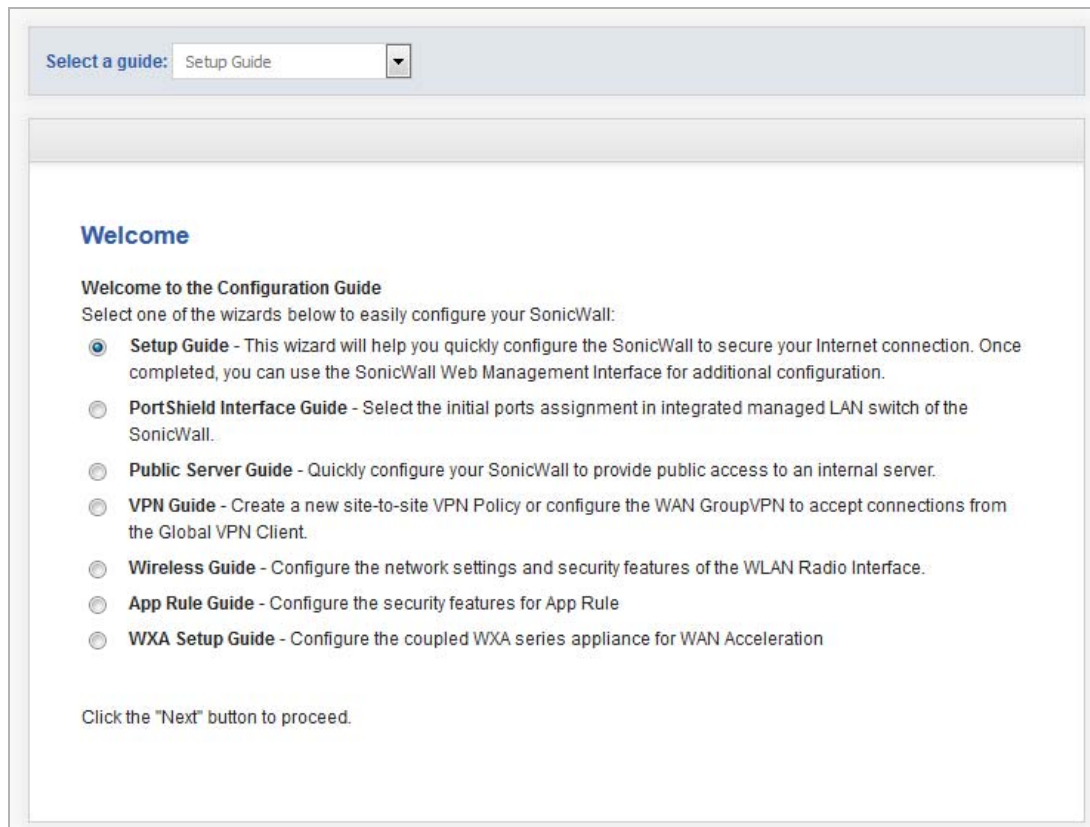 Select a guide: Setup Guide
Welcome
Welcome to the Configuration Guide
Select one of the wizards below to easily configure your SonicWall:
Setup Guide - This wizard will help you quickly configure the SonicWall to secure your Internet connection. Once
completed, you can use the SonicWall Web Management Interface for additional configuration.
PortShield Interface Guide - Select the initial ports assignment in integrated managed LAN switch of the
SonicWall.
Public Server Guide - Quickly configure your SonicWall to provide public access to an internal server.
VPN Guide - Create a new site-to-site VPN Policy or configure the WAN GroupVPN to accept connections from
the Global VPN Client.
Wireless Guide - Configure the network settings and security features of the WLAN Radio Interface.
App Rule Guide - Configure the security features for App Rule
WXA Setup Guide - Configure the coupled WXA series appliance for WAN Acceleration
Click the "Next" button to proceed.